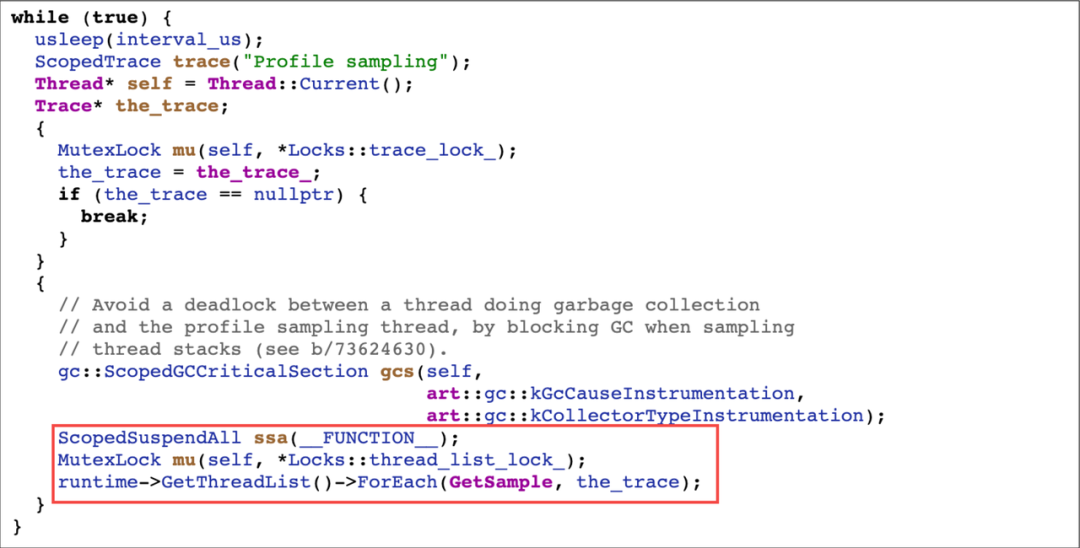 while (true) {
  usleep(interval_us);
  ScopedTrace trace("Profile sampling");
  Thread* self = Thread::Current();
  Trace* the_trace;
  {
    MutexLock mu(self, *Locks::trace_lock_);
    the_trace = the_trace_;
    if (the_trace == nullptr) {
      break;
    }
  }
  {
    // Avoid a deadlock between a thread doing garbage collection
    // and the profile sampling thread, by blocking GC when sampling
    // thread stacks (see b/73624630).
    gc::ScopedGCCriticalSection gcs(self,
                                    art::gc::kGcCauseInstrumentation,
                                    art::gc::kCollectorTypeInstrumentation);
    ScopedSuspendAll ssa(__FUNCTION__);
    MutexLock mu(self, *Locks::thread_list_lock_);
    runtime->GetThreadList()->ForEach(GetSample, the_trace);
  }
}